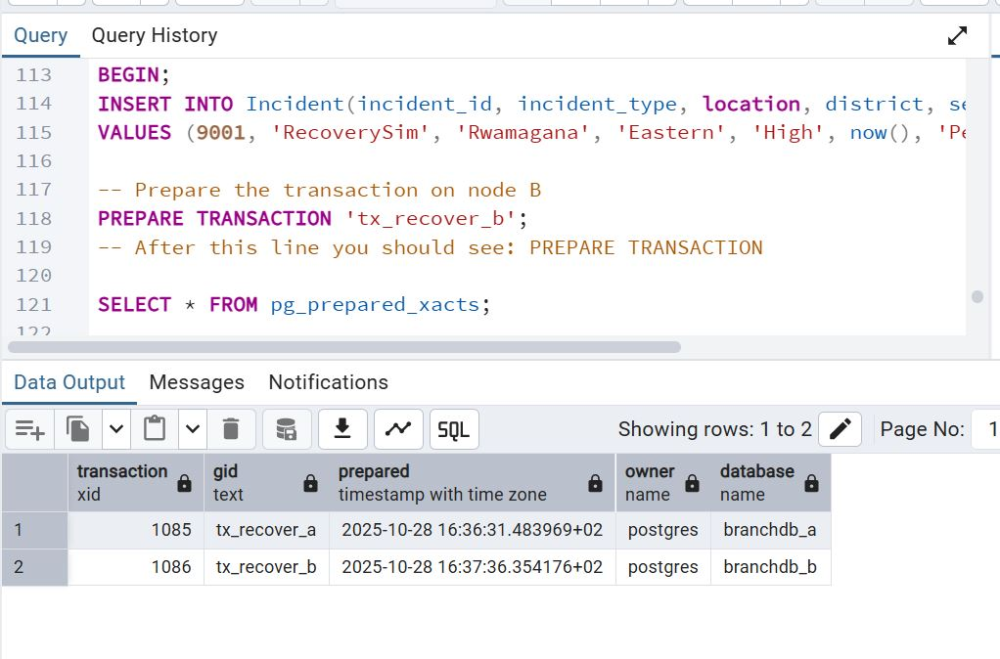 Query Query History
113 BEGIN;
114 INSERT INTO Incident(incident_id, incident_type, location, district, se
115 VALUES (9001, 'RecoverySim', 'Rwamagana', 'Eastern', 'High', now(), 'Pe
116
117 -- Prepare the transaction on node B
118 PREPARE TRANSACTION 'tx_recover_b';
119 -- After this line you should see: PREPARE TRANSACTION
120
121 SELECT * FROM pg_prepared_xacts;
122
Data Output Messages Notifications
SQL Showing rows: 1 to 2 Page No: 1
transaction gid prepared owner database
xid text timestamp with time zone name name
1 1085 tx_recover_a 2025-10-28 16:36:31.483969+02 postgres branchdb_a
2 1086 tx_recover_b 2025-10-28 16:37:36.354176+02 postgres branchdb_b